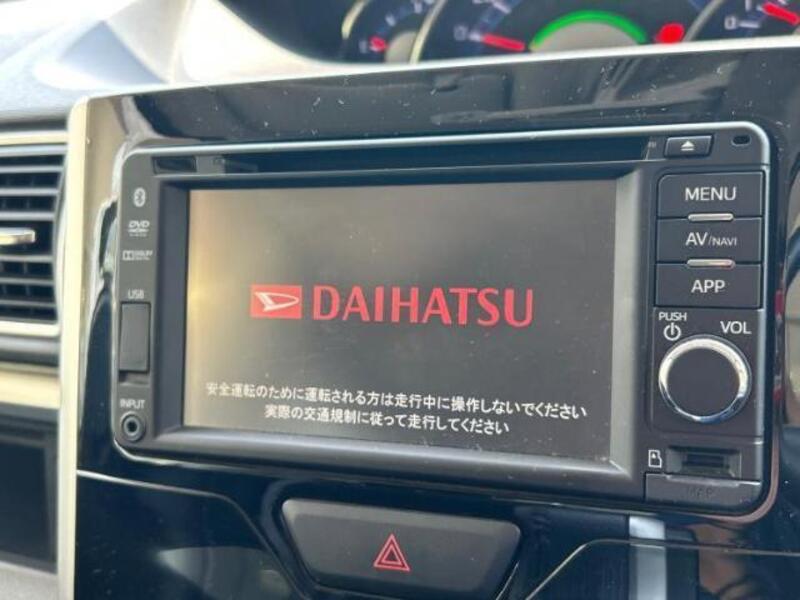 DVD
DOLBY
USB
INPUT
DAIHATSU
安全運転のために運転される方は走行中に操作しないでください
実際の交通規制に従って走行してください
MENU
AV/NAVI
APP
PUSH
VOL
MAP